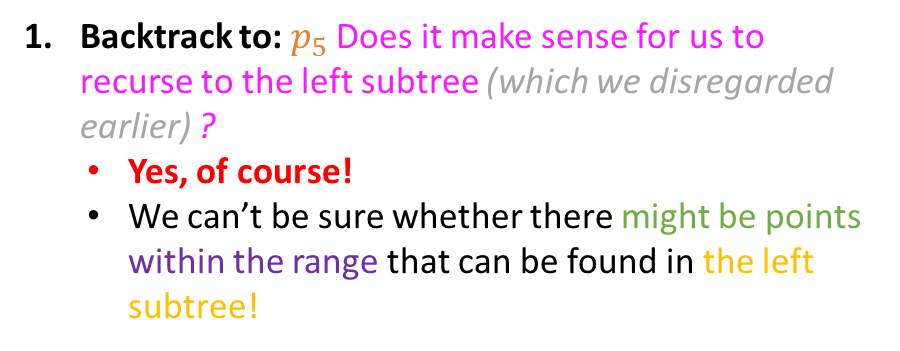 1. Backtrack to: p₅ Does it make sense for us to
recurse to the left subtree (which we disregarded
earlier) ?
• Yes, of course!
• We can’t be sure whether there might be points
within the range that can be found in the left
subtree!